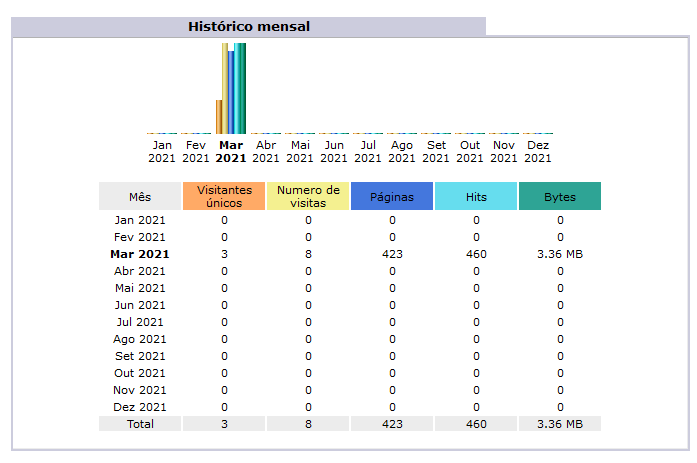 Histórico mensal
Jan Fev Mar Abr Mai Jun Jul Ago Set Out Nov Dez
2021 2021 2021 2021 2021 2021 2021 2021 2021 2021 2021 2021
Mês Visitantes únicos Numero de visitas Páginas Hits Bytes
Jan 2021 0 0 0 0 0
Fev 2021 0 0 0 0 0
Mar 2021 3 8 423 460 3.36 MB
Abr 2021 0 0 0 0 0
Mai 2021 0 0 0 0 0
Jun 2021 0 0 0 0 0
Jul 2021 0 0 0 0 0
Ago 2021 0 0 0 0 0
Set 2021 0 0 0 0 0
Out 2021 0 0 0 0 0
Nov 2021 0 0 0 0 0
Dez 2021 0 0 0 0 0
Total 3 8 423 460 3.36 MB